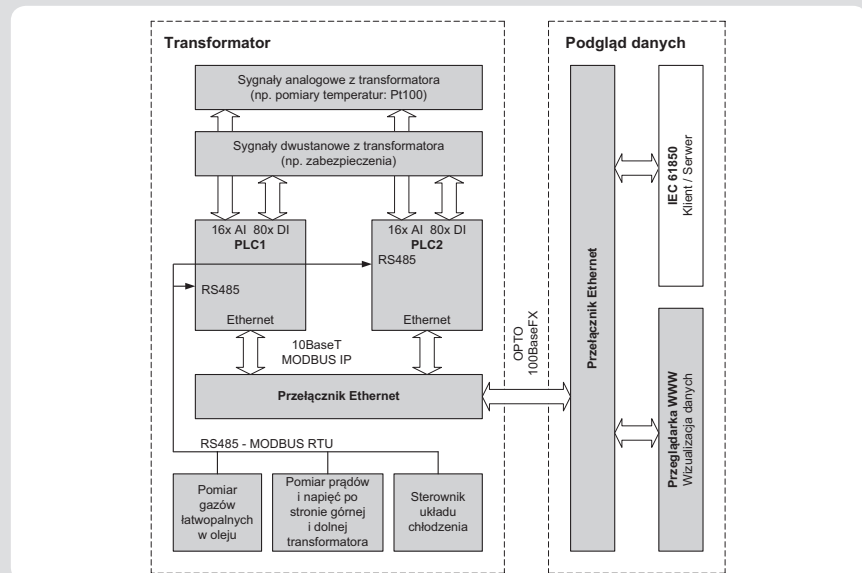 Transformator
Podgląd danych
Sygnały analogowe z transformatora
(np. pomiary temperatur: Pt100)
Sygnały dwustanowe z transformatora
(np. zabezpieczenia)
16x AI 80x DI
PLC1
RS485
Ethernet
16x AI 80x DI
PLC2
RS485
Ethernet
10BaseT
MODBUS IP
Przełącznik Ethernet
OPTO
100BaseFX
RS485 - MODBUS RTU
Pomiar
gazów
łatwopalnych
w oleju
Pomiar prądów
i napięć po
stronie górnej
i dolnej
transformatora
Sterownik
układu
chłodzenia
Przełącznik Ethernet
IEC 61850
Klient / Serwer
Przeglądarka WWW
Wizualizacja danych